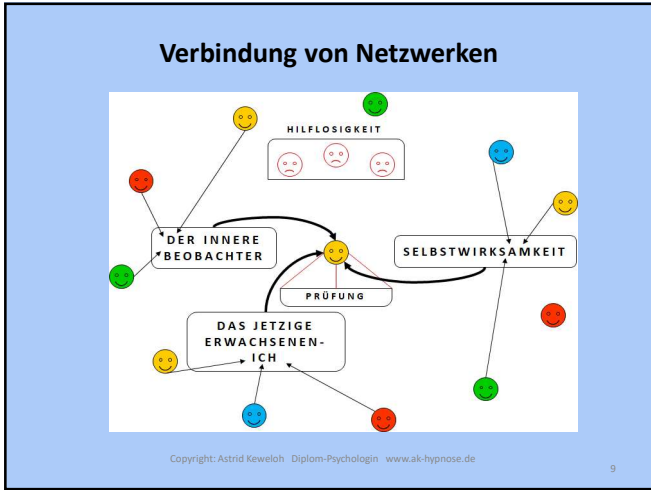 Verbindung von Netzwerken
HILFLOSIGKEIT
DER INNERE
BEOBACHTER
SELBSTWIRKSAMKEIT
PRÜFUNG
DAS JETZIGE
ERWACHSENEN-
ICH
Copyright: Astrid Keweloh Diplom-Psychologin www.ak-hypnose.de
9